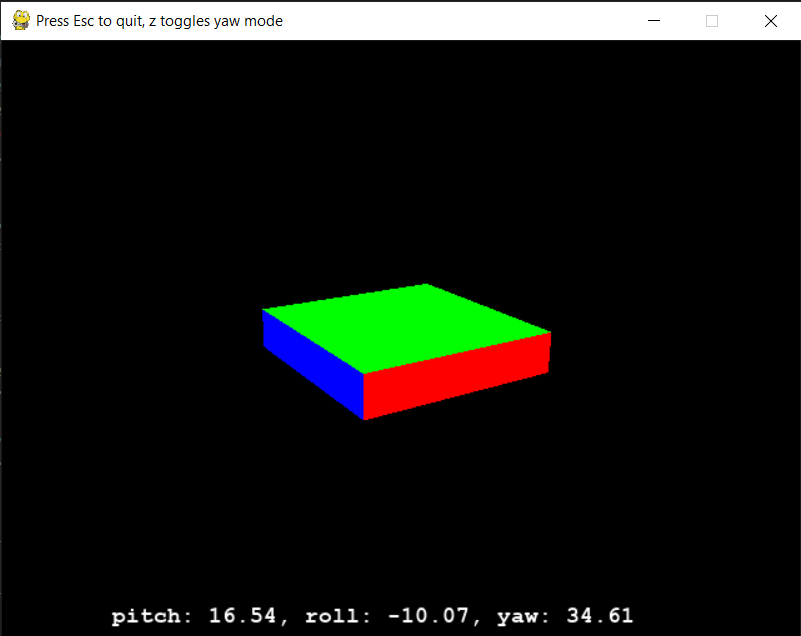 Press Esc to quit, z toggles yaw mode
pitch: 16.54, roll: -10.07, yaw: 34.61